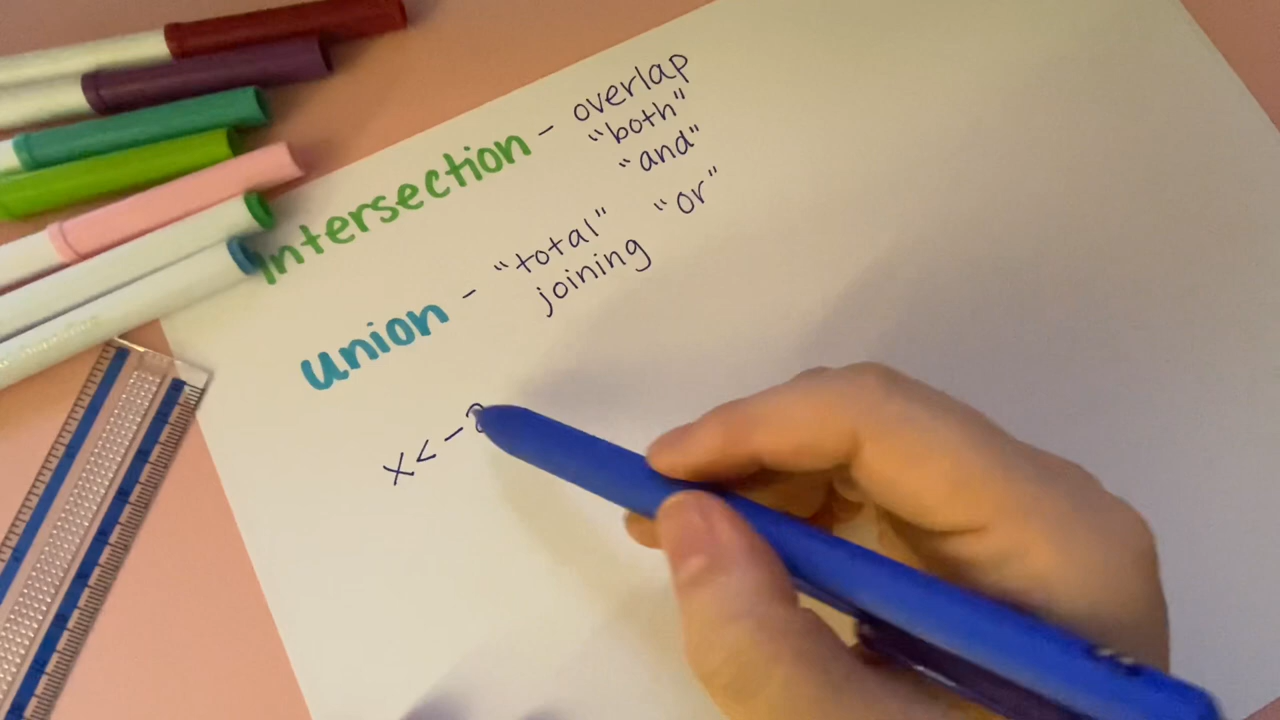 intersection - overlap
"both"
"and"
union - "total" "or"
joining
x < -